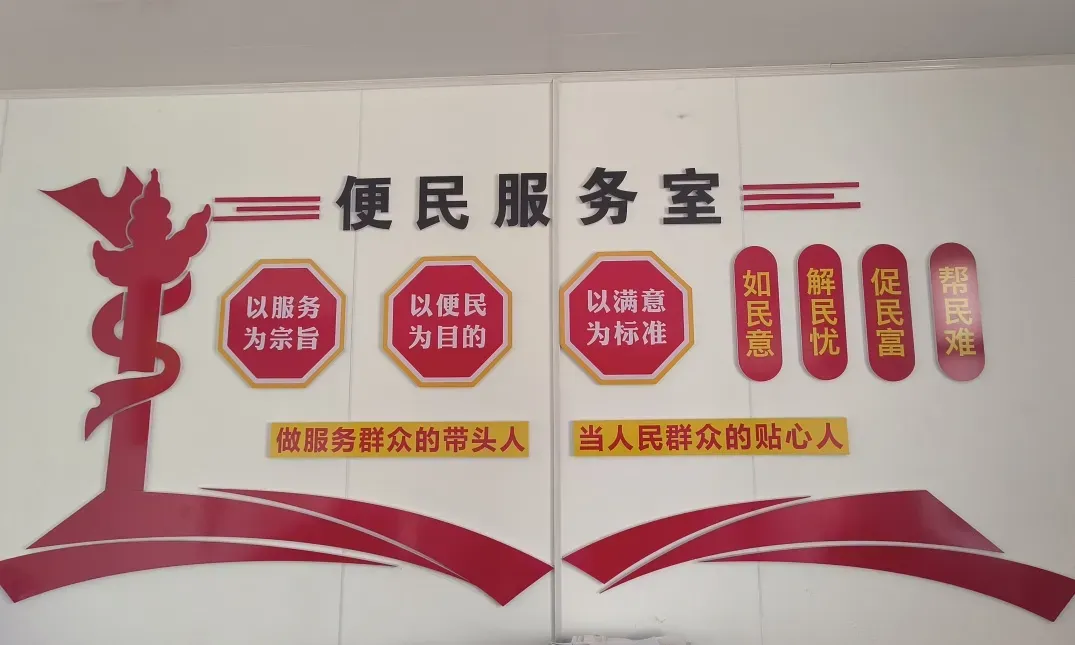 便民服务室
以服务
为宗旨
以便民
为目的
以满意
为标准
如民意
解民忧
促民富
帮民难
做服务群众的带头人
当人民群众的贴心人